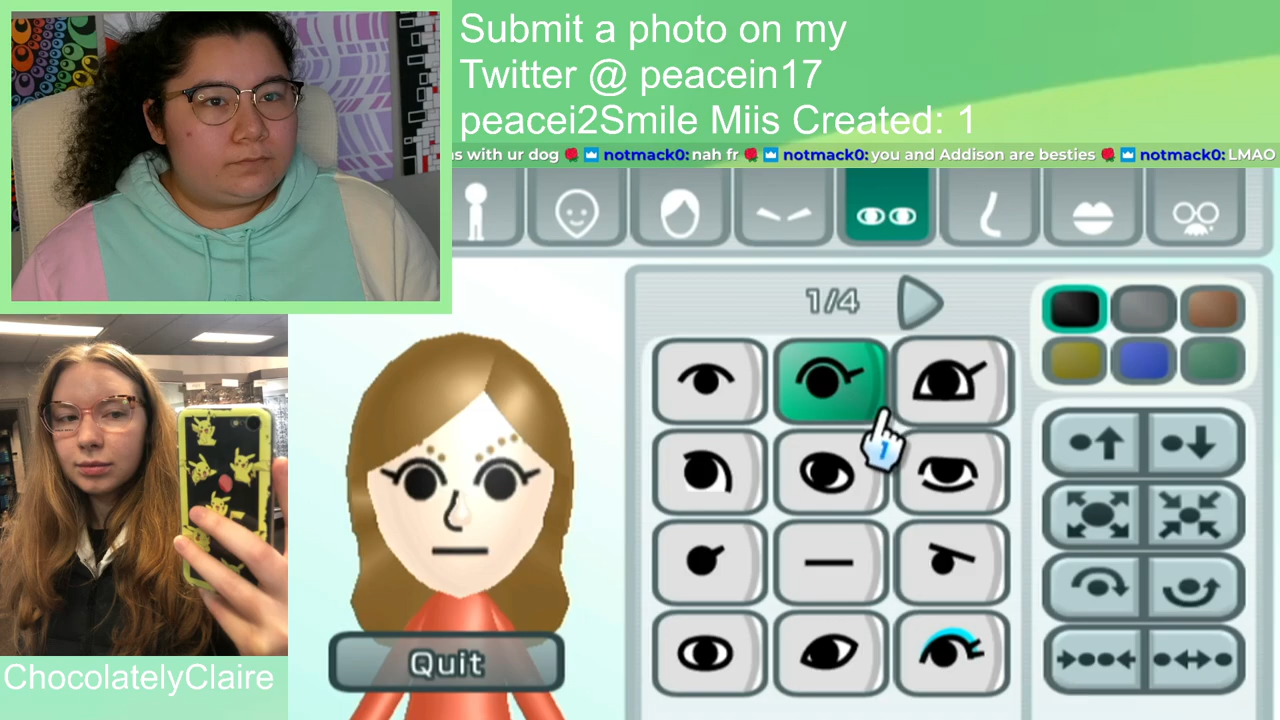 Submit a photo on my
Twitter @ peacein17
peacei2Smile Miis Created: 1
with ur dog notmack0: nah fr notmack0: you and Addison are besties notmack0: LMAO
1/4
1
Quit
ChocolatelyClaire